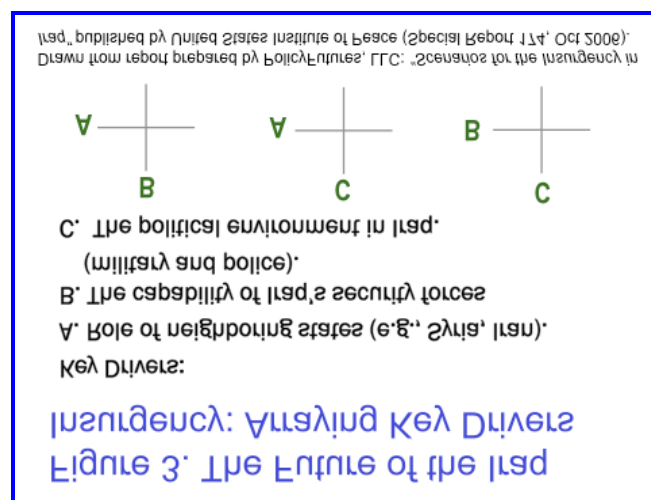 Figure 3. The Future of the Iraq
Insurgency: Arraying Key Drivers
Key Drivers:
A. Role of neighboring states (e.g., Syria, Iran).
B. The capability of Iraq's security forces
(military and police).
C. The political environment in Iraq.
B
C
C
A
A
B
Drawn from report prepared by PolicyFutures, LLC: "Scenarios for the Insurgency in
Iraq" published by United States Institute of Peace (Special Report 174, Oct 2006).